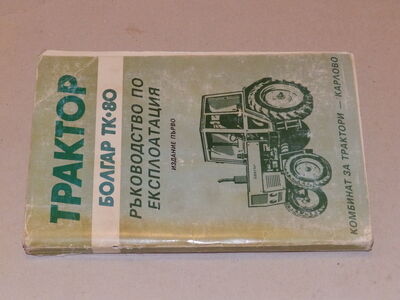 ТРАКТОР
БОЛГАР ТК-80
РЪКОВОДСТВО ПО
ЕКСПЛОАТАЦИЯ
ИЗДАНИЕ ПЪРВО
КОМБИНАТ ЗА ТРАКТОРИ — КАРЛОВО